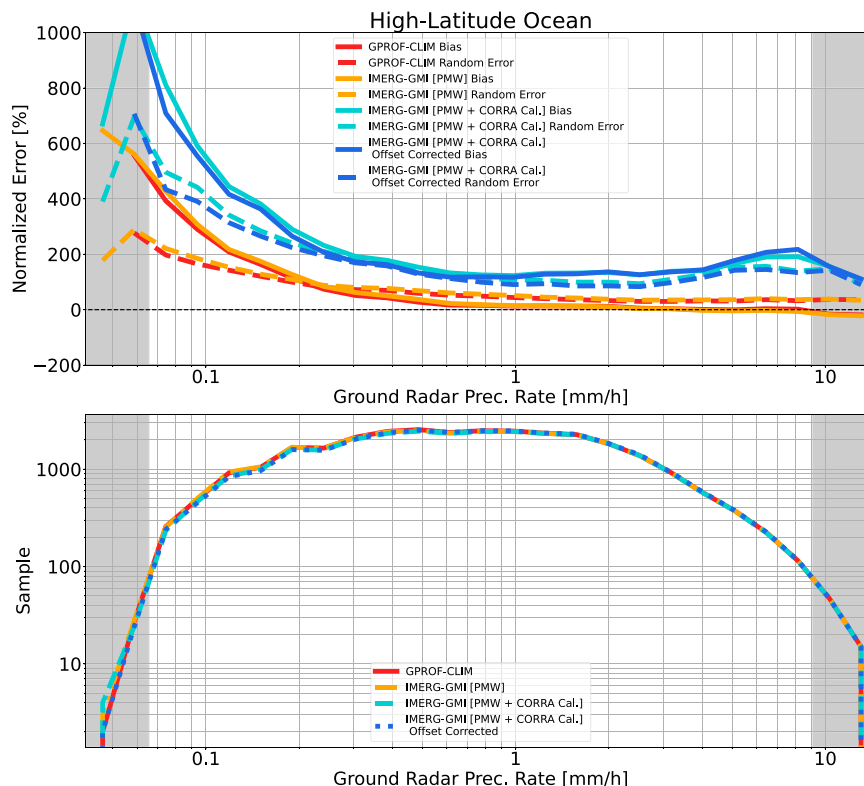 High-Latitude Ocean
1000
800
600
400
200
0
−200
Normalized Error [%]
GPROF-CLIM Bias
GPROF-CLIM Random Error
IMERG-GMI [PMW] Bias
IMERG-GMI [PMW] Random Error
IMERG-GMI [PMW + CORRA Cal.] Bias
IMERG-GMI [PMW + CORRA Cal.] Random Error
IMERG-GMI [PMW + CORRA Cal.]
Offset Corrected Bias
IMERG-GMI [PMW + CORRA Cal.]
Offset Corrected Random Error
0.1 1 10
Ground Radar Prec. Rate [mm/h]
1000
100
10
Sample
GPROF-CLIM
IMERG-GMI [PMW]
IMERG-GMI [PMW + CORRA Cal.]
IMERG-GMI [PMW + CORRA Cal.]
Offset Corrected
0.1 1 10
Ground Radar Prec. Rate [mm/h]